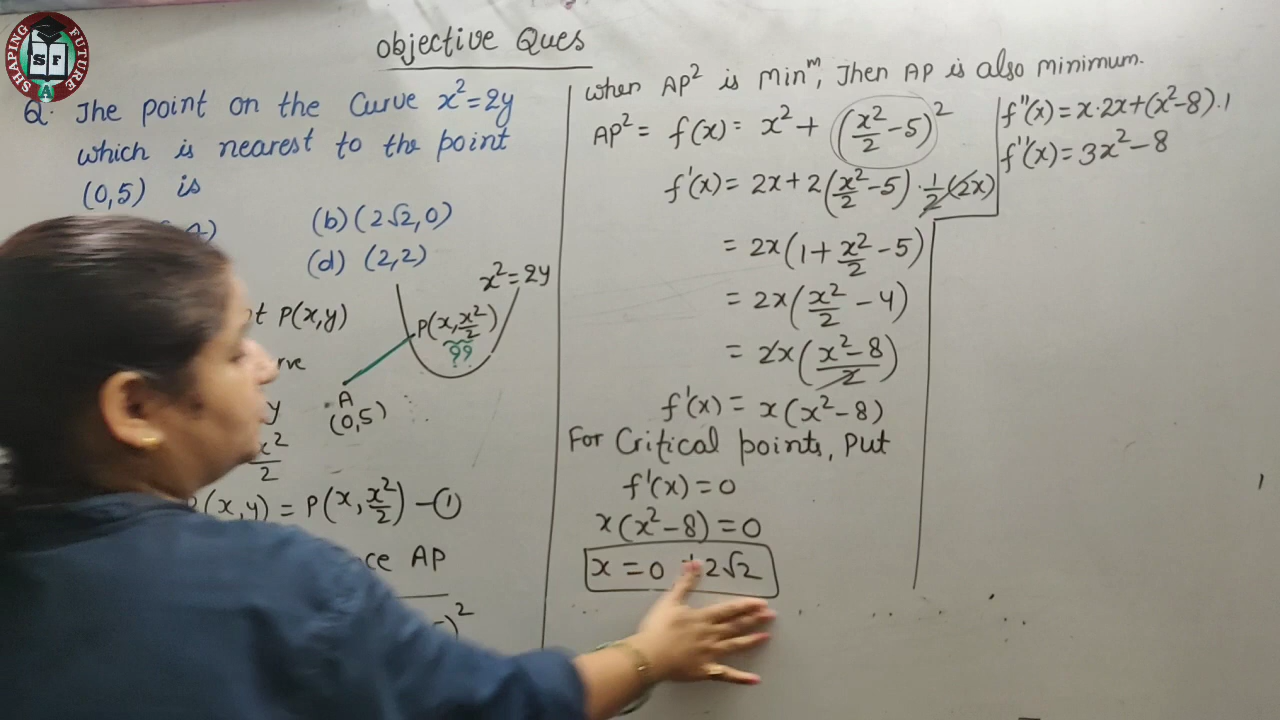 SHAPING FUTURE
SF
objective Ques
Q. The point on the Curve x²=2y
which is nearest to the point
(0,5) is
(b) (2√2,0)
(d) (2,2)
x²=2y
P(x,y)
P(x,x²/2)
??
A
(0,5)
y
x²/2
(x,y) = P(x,x²/2) –①
AP
)²
when AP² is Minᵐ, Then AP is also minimum.
AP² = f(x) = x² + (x²/2 – 5)²
f'(x) = 2x+2(x²/2 –5)·1/2(2x)
= 2x(1+x²/2 –5)
= 2x(x²/2 – 4)
= 2x(x²–8/2)
f'(x) = x(x²–8)
For Critical points, Put
f'(x) = 0
x(x²–8) = 0
x = 0 ±2√2
f''(x) = x·2x+(x²–8)·1
f''(x) = 3x²–8